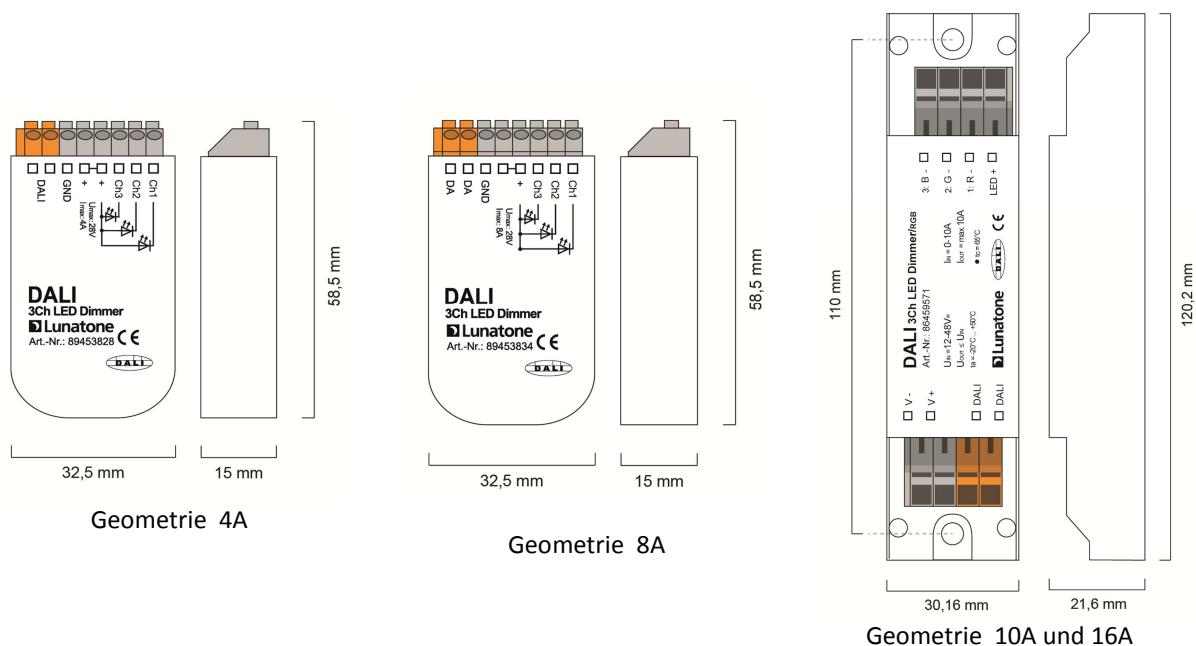 DALI
GND
+
+
Ch3
Ch2
Ch1
Umax:28V
Imax:4A
DALI
3Ch LED Dimmer
Lunatone
Art.-Nr.: 89453828 CE
DALI
58,5 mm
32,5 mm
15 mm
Geometrie 4A
DA
DA
GND
+
Ch3
Ch2
Ch1
Umax:28V
Imax: 8A
DALI
3Ch LED Dimmer
Lunatone
Art.-Nr.: 89453834 CE
DALI
58,5 mm
32,5 mm
15 mm
Geometrie 8A
3: B -
2: G -
1: R -
LED +
DALI 3Ch LED Dimmer/RGB
Art.-Nr.: 86459571
UIN =12-48V=
UOUT ≤ UIN
ta = -20°C .. +50°C
IIN = 0-10A
IOUT = max 10A
● tc = 65°C
Lunatone
DALI
CE
V -
V +
DALI
DALI
110 mm
120,2 mm
30,16 mm
21,6 mm
Geometrie 10A und 16A